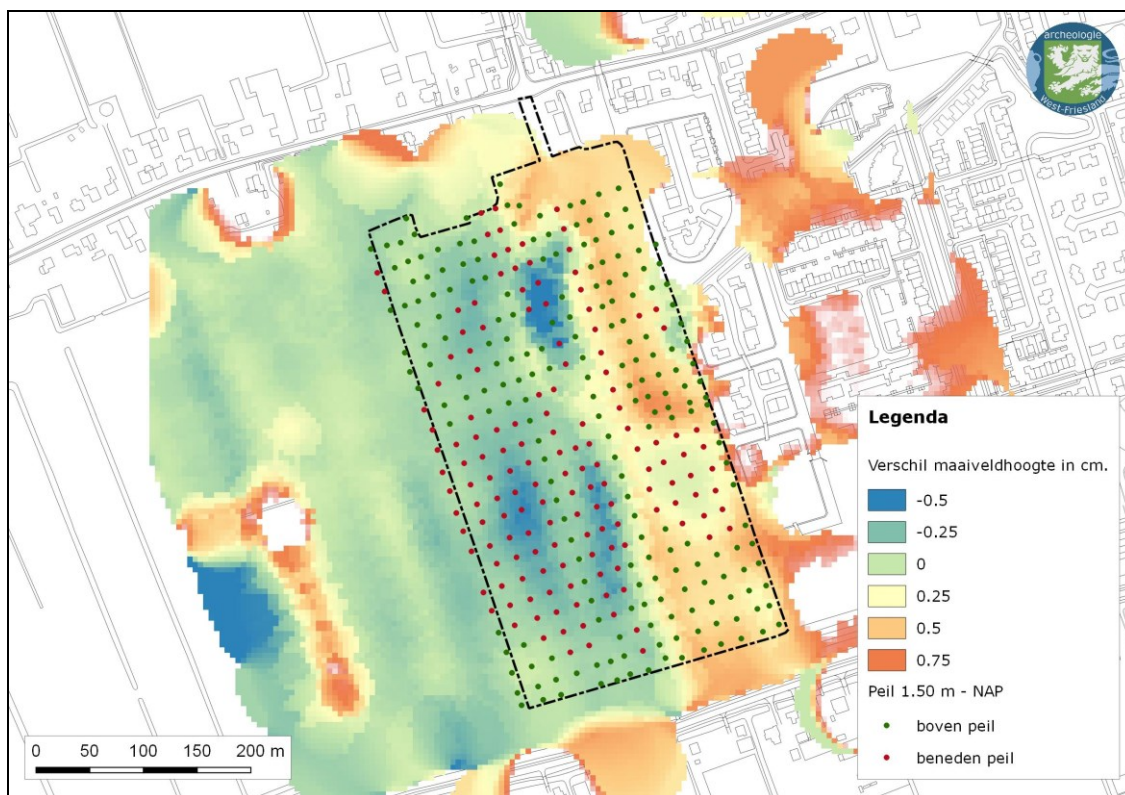 archeologie
West-Friesland
Legenda
Verschil maaiveldhoogte in cm.
-0.5
-0.25
0
0.25
0.5
0.75
Peil 1.50 m - NAP
boven peil
beneden peil
0 50 100 150 200 m